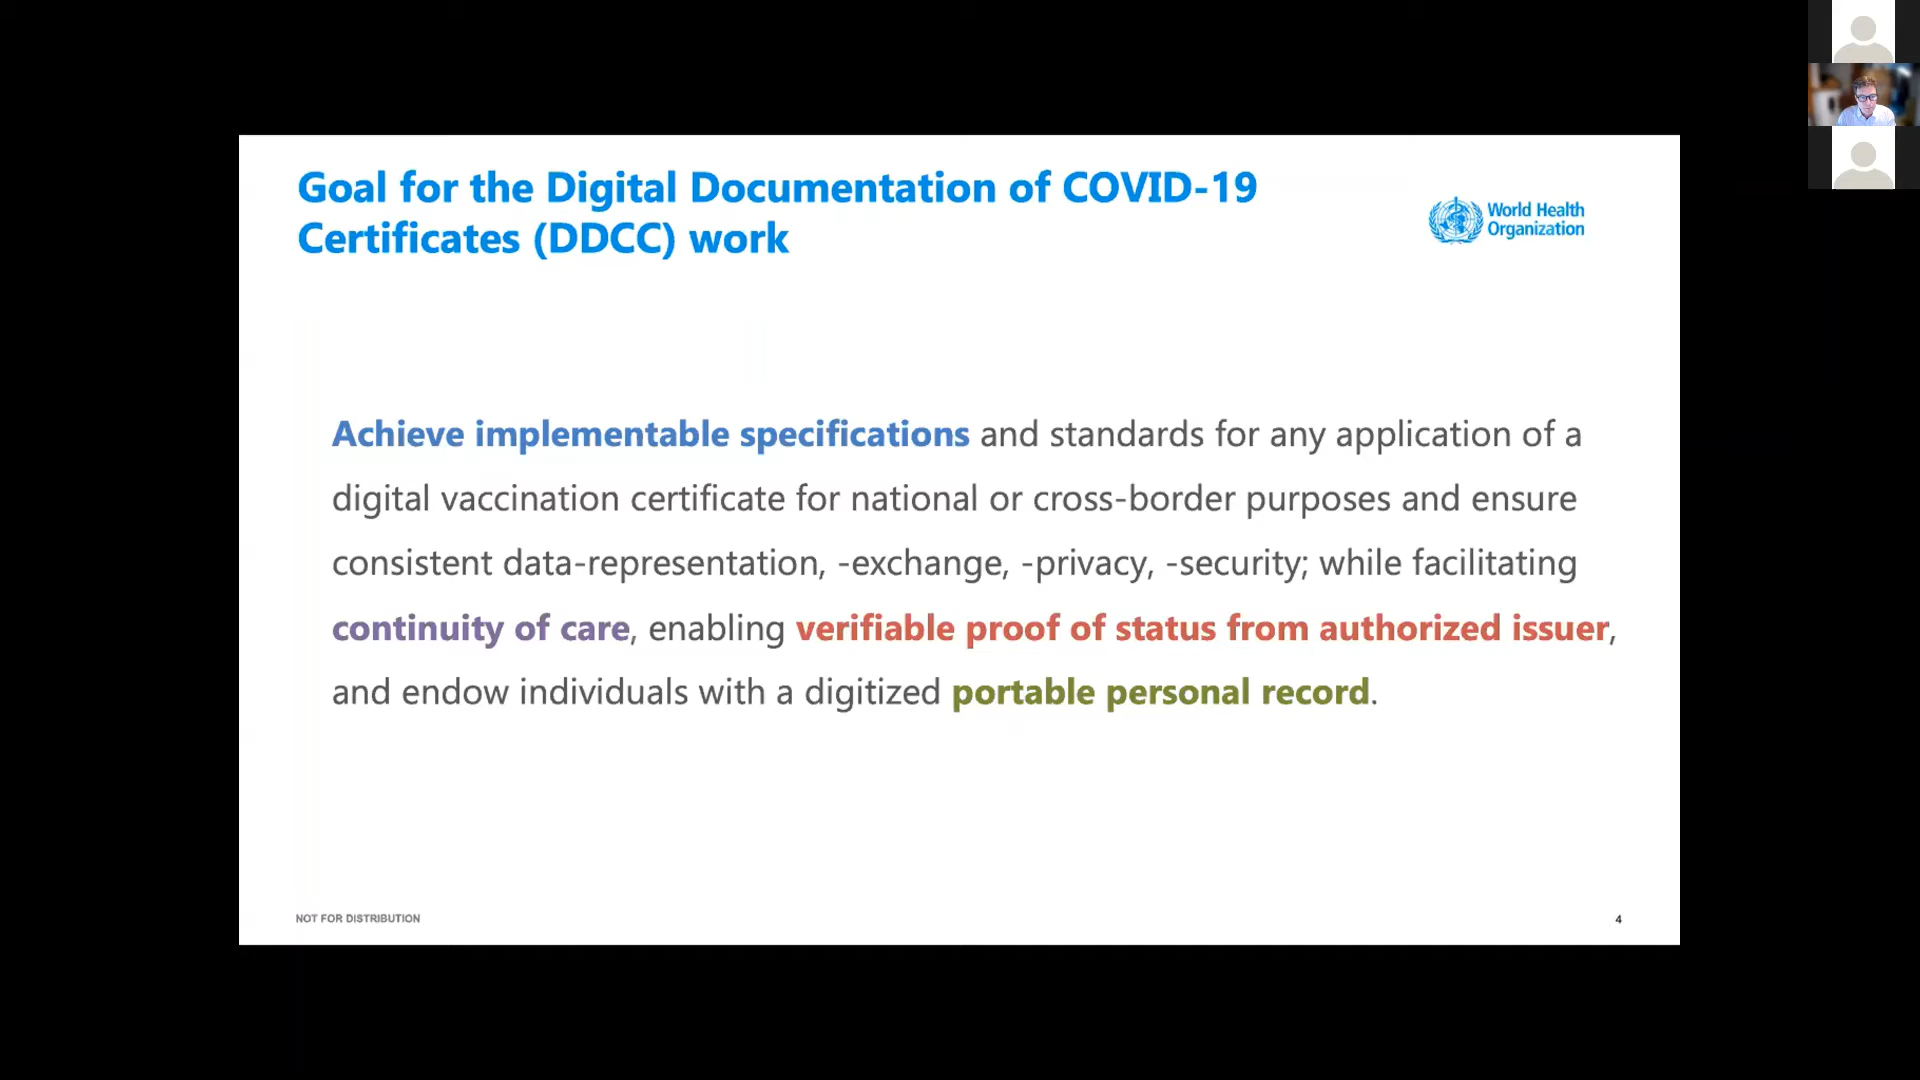 Goal for the Digital Documentation of COVID-19
Certificates (DDCC) work
World Health
Organization
Achieve implementable specifications and standards for any application of a
digital vaccination certificate for national or cross-border purposes and ensure
consistent data-representation, -exchange, -privacy, -security; while facilitating
continuity of care, enabling verifiable proof of status from authorized issuer,
and endow individuals with a digitized portable personal record.
NOT FOR DISTRIBUTION
4